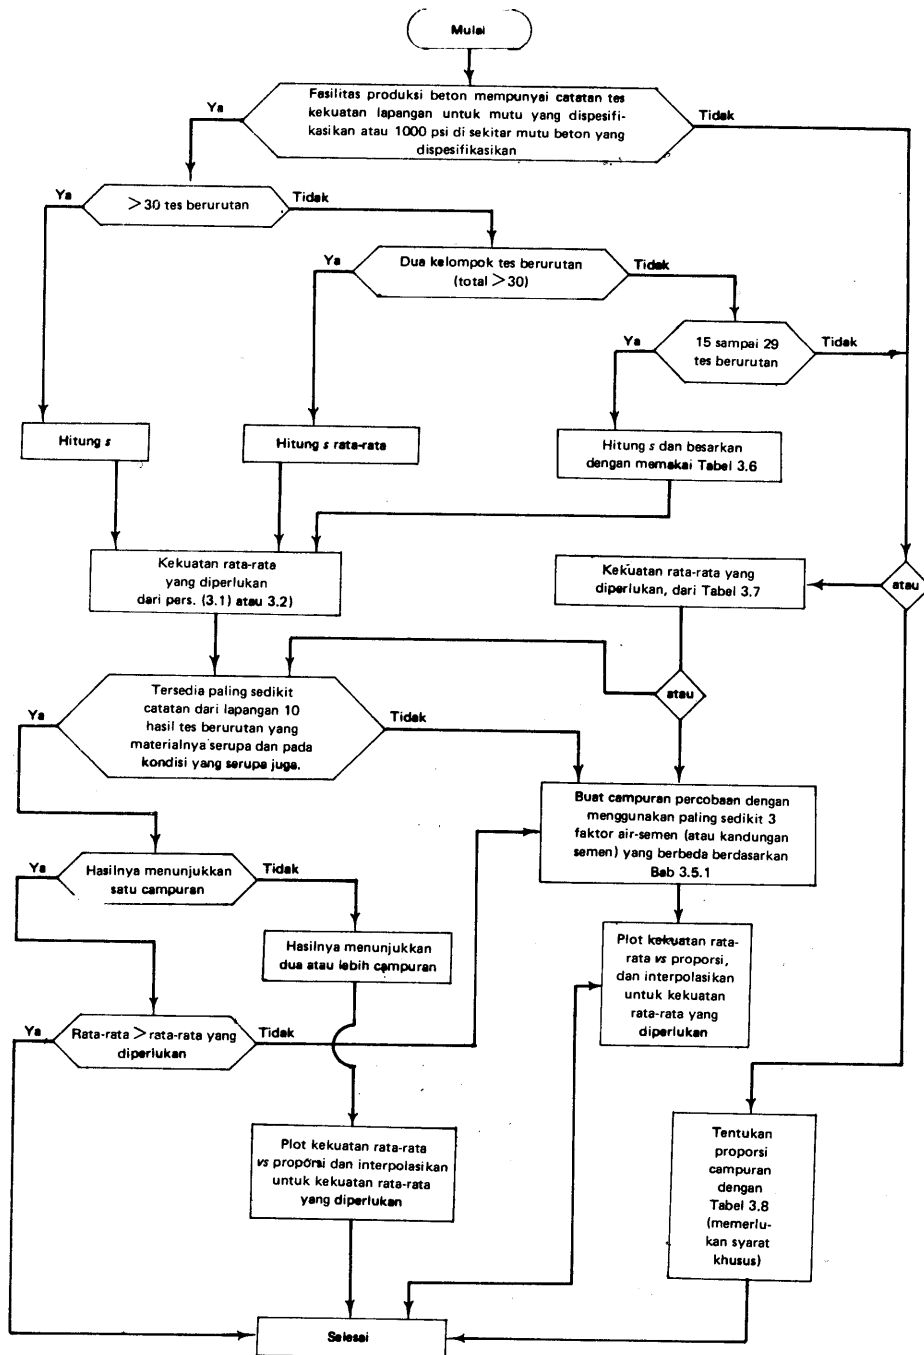 Mulai
Fasilitas produksi beton mempunyai catatan tes
kekuatan lapangan untuk mutu yang dispesifi-
kasikan atau 1000 psi di sekitar mutu beton yang
dispesifikasikan
Ya
Tidak
Ya
> 30 tes berurutan
Tidak
Ya
Dua kelompok tes berurutan
(total > 30)
Tidak
Ya
15 sampai 29
tes berurutan
Tidak
Hitung s
Hitung s rata-rata
Hitung s dan besarkan
dengan memakai Tabel 3.6
Kekuatan rata-rata
yang diperlukan
dari pers. (3.1) atau 3.2)
Kekuatan rata-rata yang
diperlukan, dari Tabel 3.7
atau
atau
Ya
Tersedia paling sedikit
catatan dari lapangan 10
hasil tes berurutan yang
materialnya serupa dan pada
kondisi yang serupa juga.
Tidak
Buat campuran percobaan dengan
menggunakan paling sedikit 3
faktor air-semen (atau kandungan
semen) yang berbeda berdasarkan
Bab 3.5.1
Ya
Hasilnya menunjukkan
satu campuran
Tidak
Hasilnya menunjukkan
dua atau lebih campuran
Plot kekuatan rata-
rata vs proporsi,
dan interpolasikan
untuk kekuatan
rata-rata yang
diperlukan
Ya
Rata-rata > rata-rata yang
diperlukan
Tidak
Plot kekuatan rata-rata
vs proporsi dan interpolasikan
untuk kekuatan rata-rata
yang diperlukan
Tentukan
proporsi
campuran
dengan
Tabel 3.8
(memerlu-
kan syarat
khusus)
Selesai